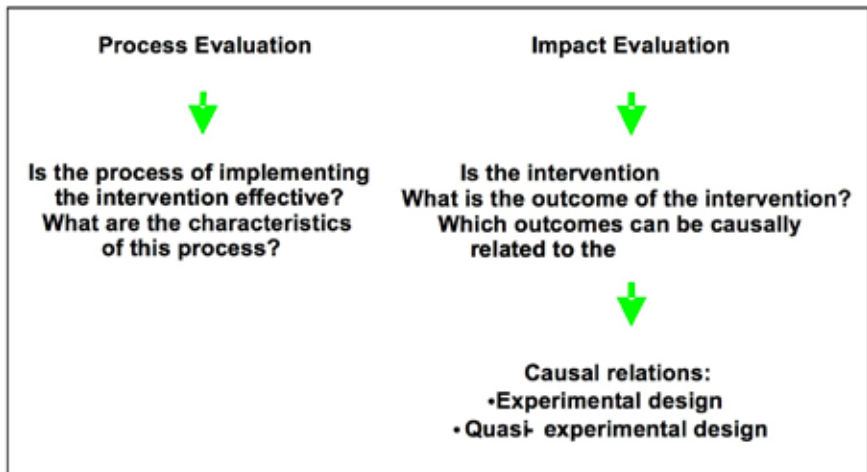 Process Evaluation
Is the process of implementing
the intervention effective?
What are the characteristics
of this process?
Impact Evaluation
Is the intervention
What is the outcome of the intervention?
Which outcomes can be causally
related to the
Causal relations:
•Experimental design
•Quasi- experimental design